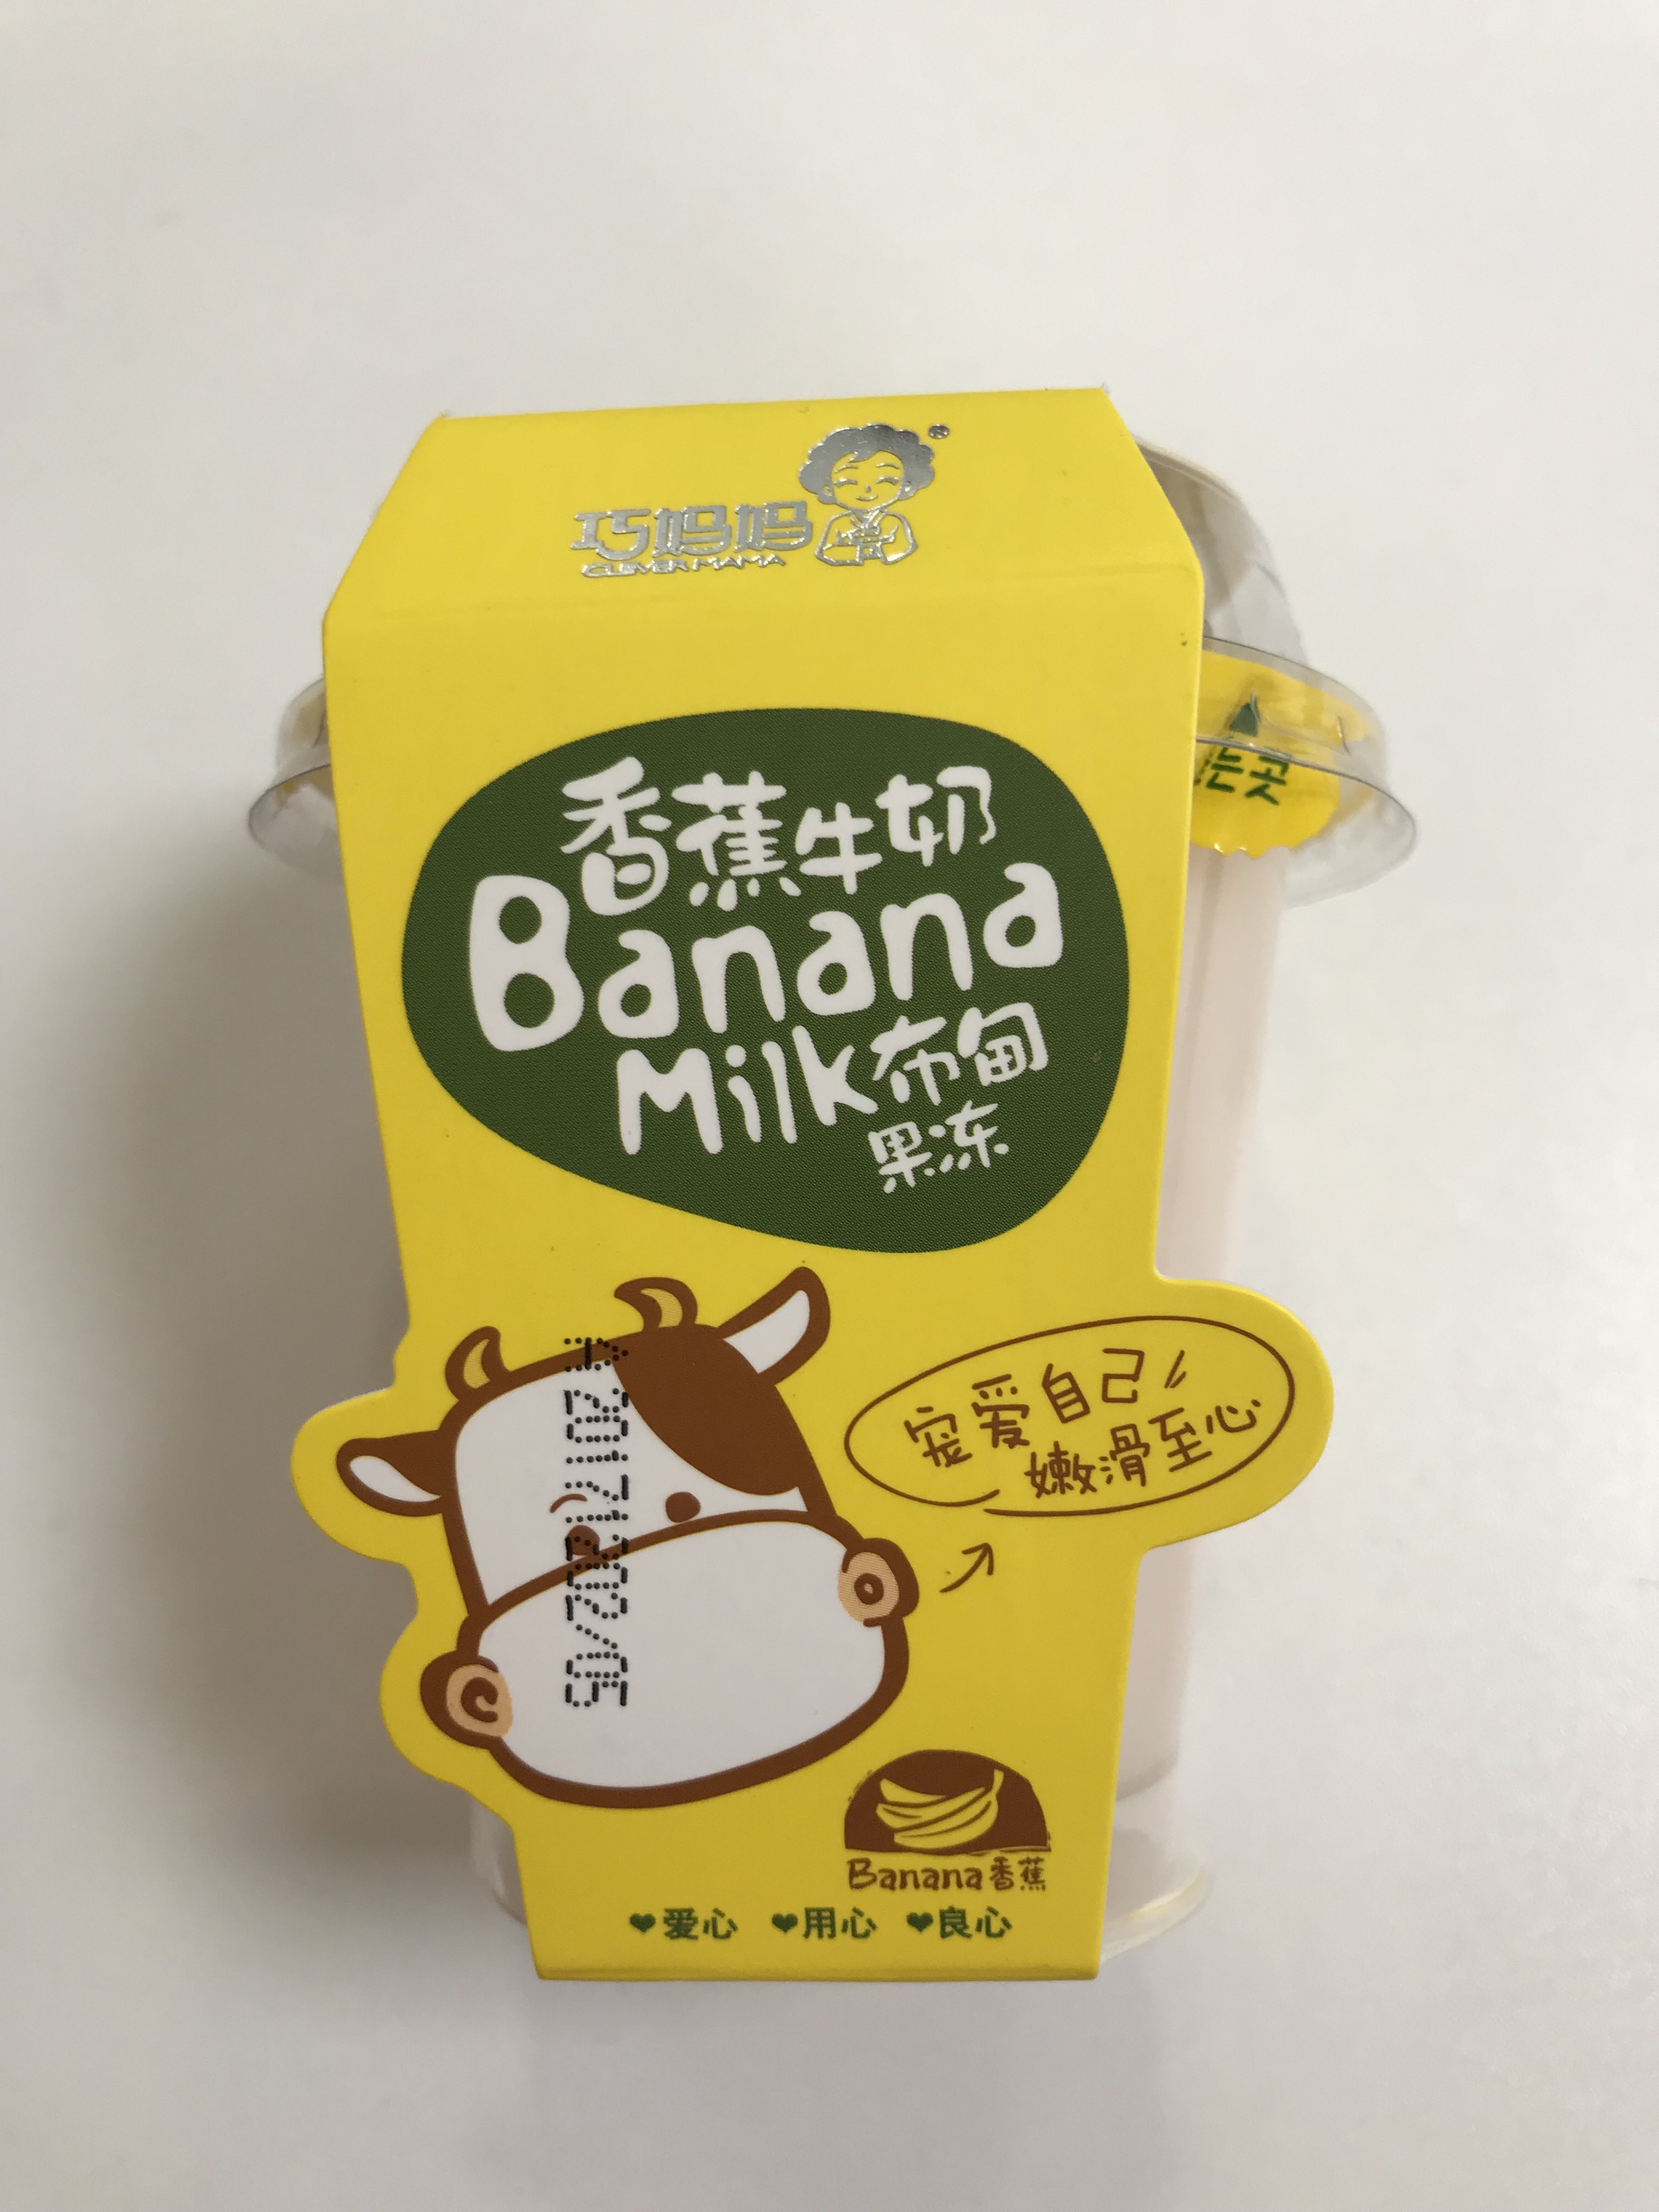 巧妈妈
CLEVER MAMA
香蕉牛奶
Banana
Milk布甸
果冻
宠爱自己
嫩滑至心
Banana香蕉
❤爱心 ❤用心 ❤良心